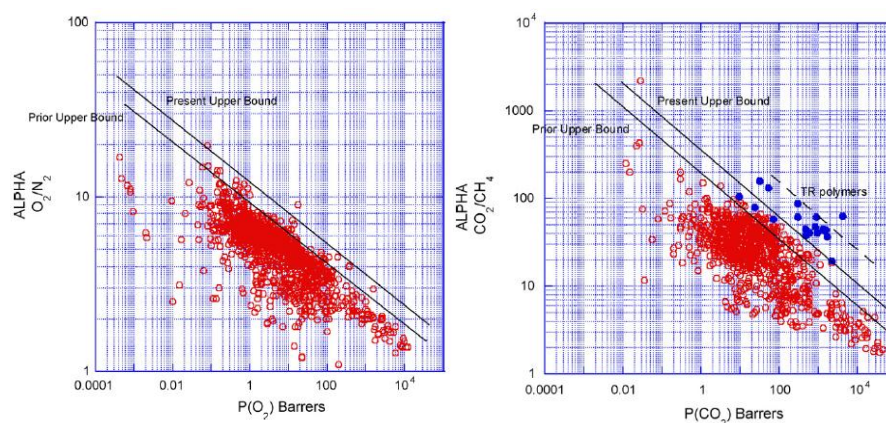 100
Present Upper Bound
Prior Upper Bound
ALPHA
O₂/N₂
10
1
0.0001
0.01
1
100
10⁴
P(O₂) Barrers
10⁴
1000
Present Upper Bound
Prior Upper Bound
TR polymers
ALPHA
CO₂/CH₄
100
10
1
0.0001
0.01
1
100
10⁴
P(CO₂) Barrers